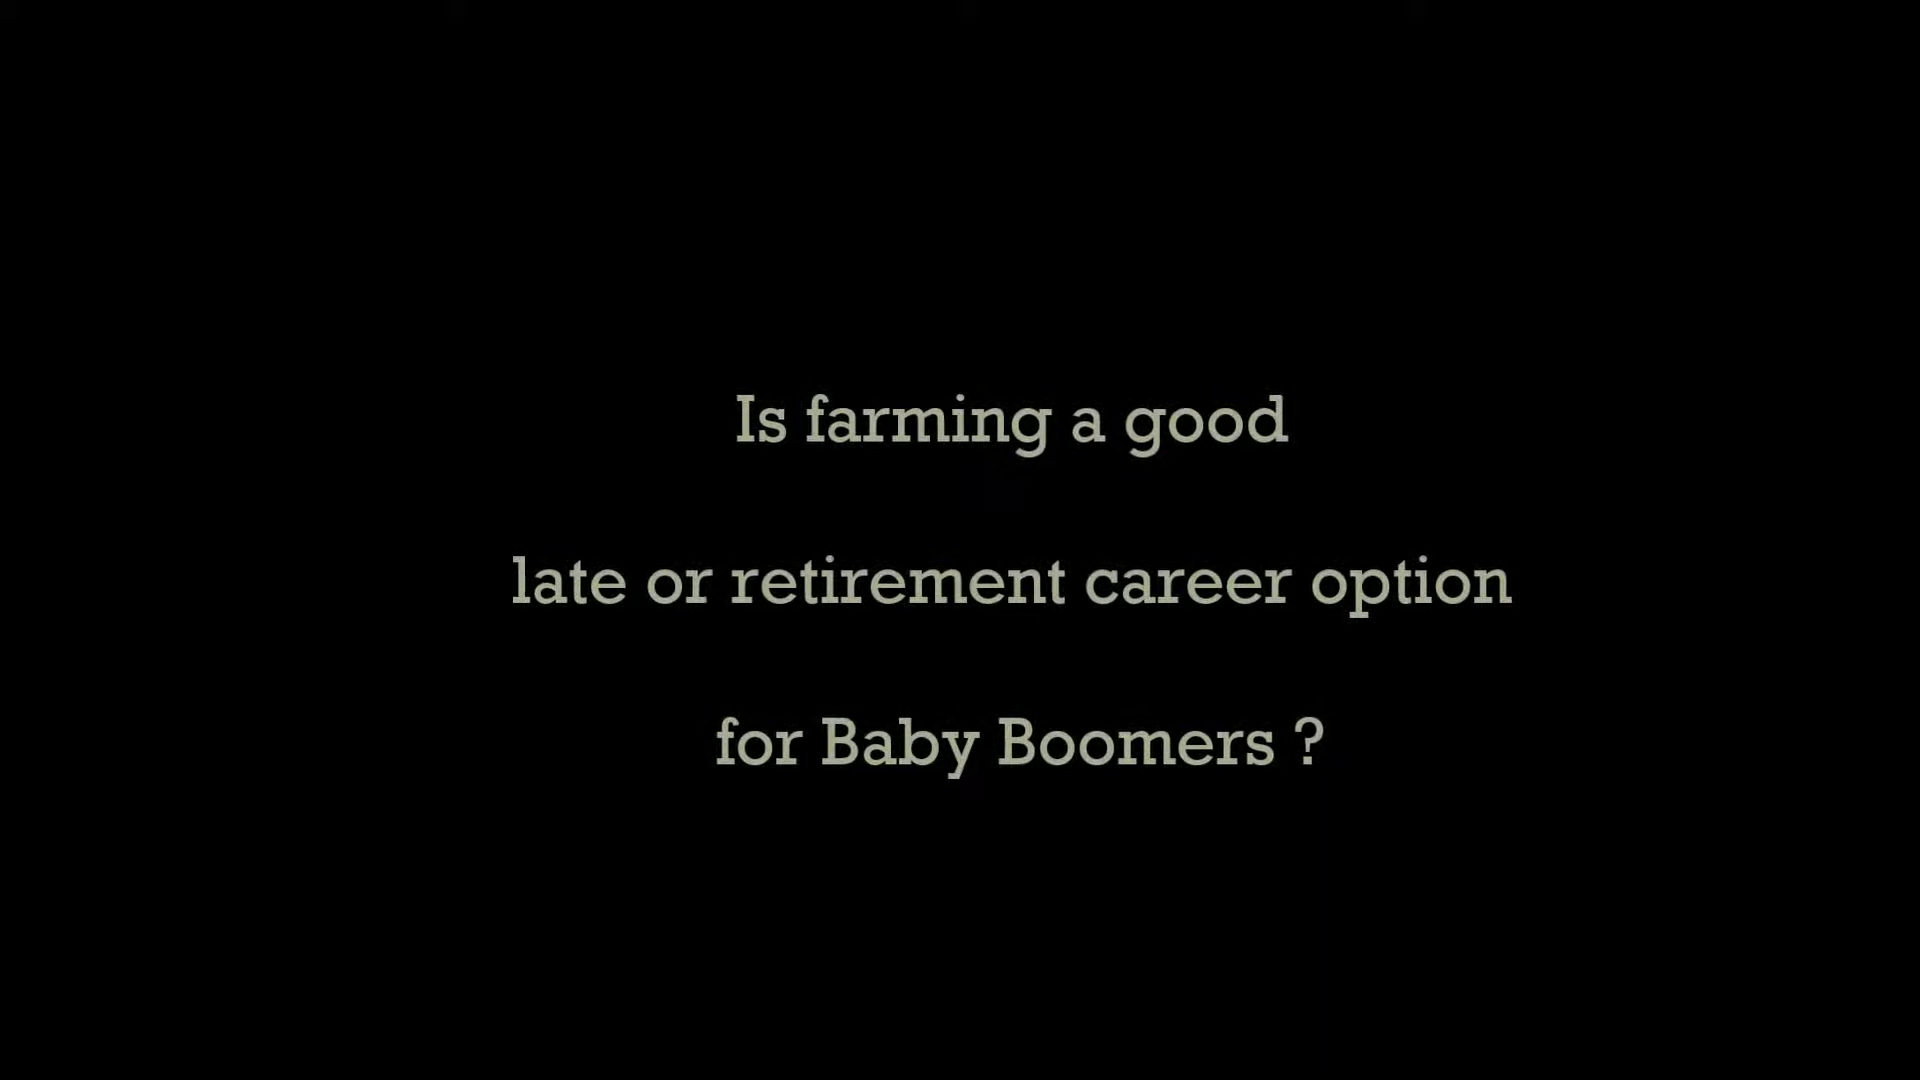 Is farming a good
late or retirement career option
for Baby Boomers ?